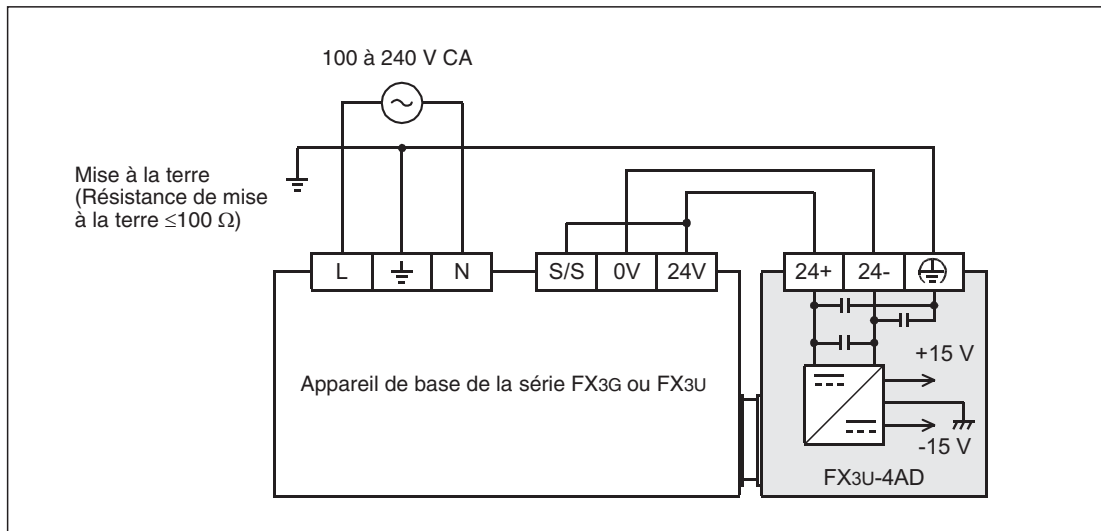 100 à 240 V CA
Mise à la terre
(Résistance de mise
à la terre ≤100 Ω)
L
N
S/S
0V
24V
24+
24-
+15 V
-15 V
Appareil de base de la série FX3G ou FX3U
FX3U-4AD